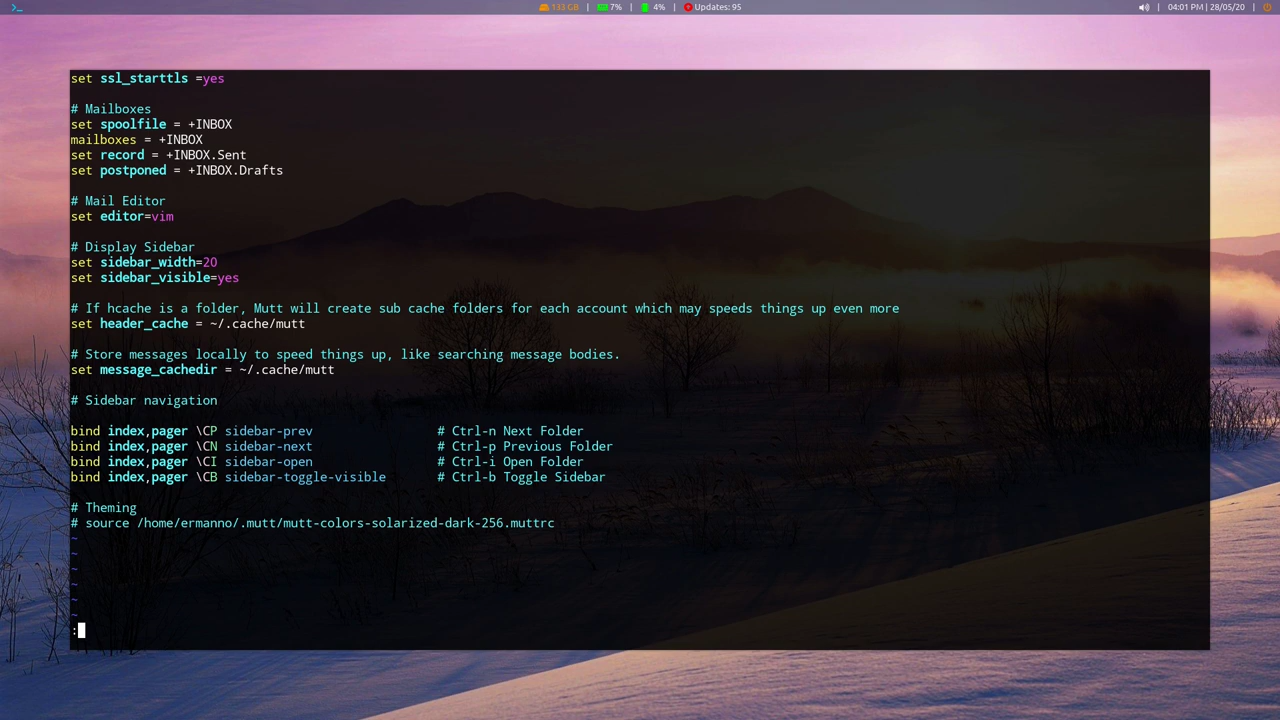 >_ 133 GB | 7% | 4% | Updates: 95 | 04:01 PM | 28/05/20 |
set ssl_starttls =yes
# Mailboxes
set spoolfile = +INBOX
mailboxes = +INBOX
set record = +INBOX.Sent
set postponed = +INBOX.Drafts
# Mail Editor
set editor=vim
# Display Sidebar
set sidebar_width=20
set sidebar_visible=yes
# If hcache is a folder, Mutt will create sub cache folders for each account which may speeds things up even more
set header_cache = ~/.cache/mutt
# Store messages locally to speed things up, like searching message bodies.
set message_cachedir = ~/.cache/mutt
# Sidebar navigation
bind index,pager \CP sidebar-prev # Ctrl-n Next Folder
bind index,pager \CN sidebar-next # Ctrl-p Previous Folder
bind index,pager \CI sidebar-open # Ctrl-i Open Folder
bind index,pager \CB sidebar-toggle-visible # Ctrl-b Toggle Sidebar
# Theming
# source /home/ermanno/.mutt/mutt-colors-solarized-dark-256.muttrc
~
~
~
~
~
~
: